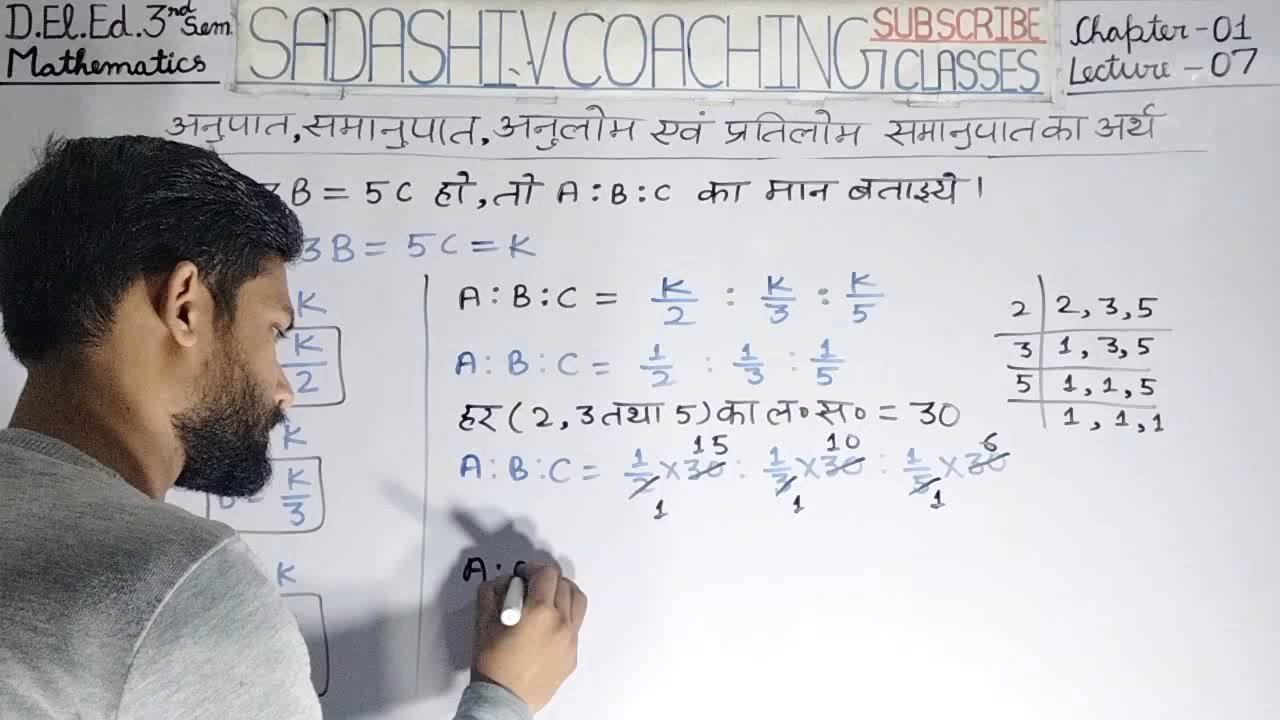 D.El.Ed. 3rd Sem.
Mathematics
SADASHIV COACHING CLASSES
SUBSCRIBE
Chapter-01
Lecture-07
अनुपात, समानुपात, अनुलोम एवं प्रतिलोम समानुपात का अर्थ
B = 5C हो, तो A:B:C का मान बताइये।
3B = 5C = K
K
K/2
K
K/3
K
A:B:C = K/2 : K/3 : K/5
A:B:C = 1/2 : 1/3 : 1/5
हर (2, 3 तथा 5) का ल॰स॰ = 30
A:B:C = 1/2 × 30 : 1/3 × 30 : 1/5 × 30
15 10 6
1 1 1
A:
2 | 2, 3, 5
3 | 1, 3, 5
5 | 1, 1, 5
1, 1, 1